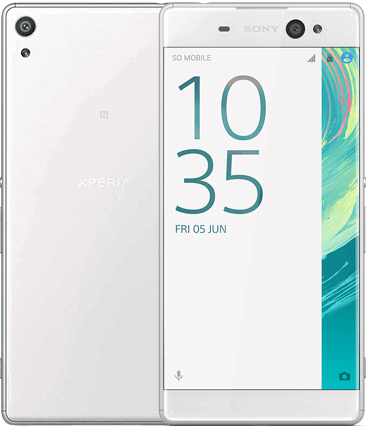 SONY
SO MOBILE
10
35
FRI 05 JUN
XPERIA